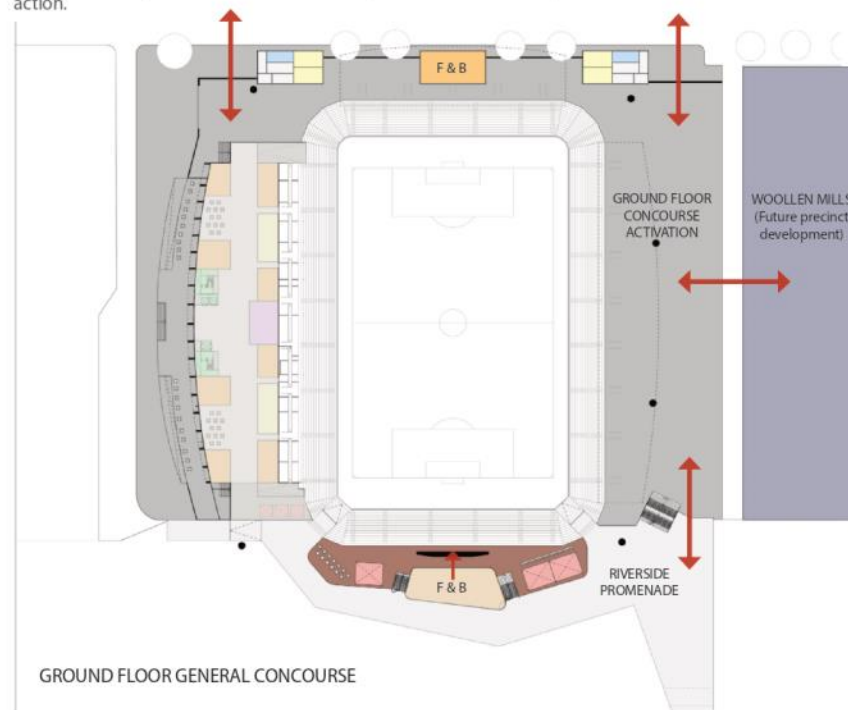 action.
F & B
GROUND FLOOR
CONCOURSE
ACTIVATION
WOOLLEN MILLS
(Future precinct
development)
F & B
RIVERSIDE
PROMENADE
GROUND FLOOR GENERAL CONCOURSE